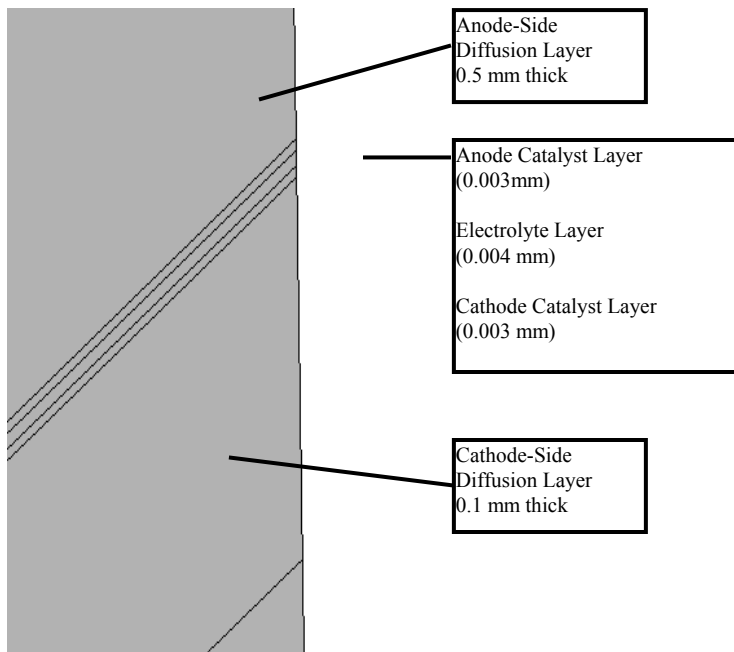 Anode-Side
Diffusion Layer
0.5 mm thick
Anode Catalyst Layer
(0.003mm)
Electrolyte Layer
(0.004 mm)
Cathode Catalyst Layer
(0.003 mm)
Cathode-Side
Diffusion Layer
0.1 mm thick